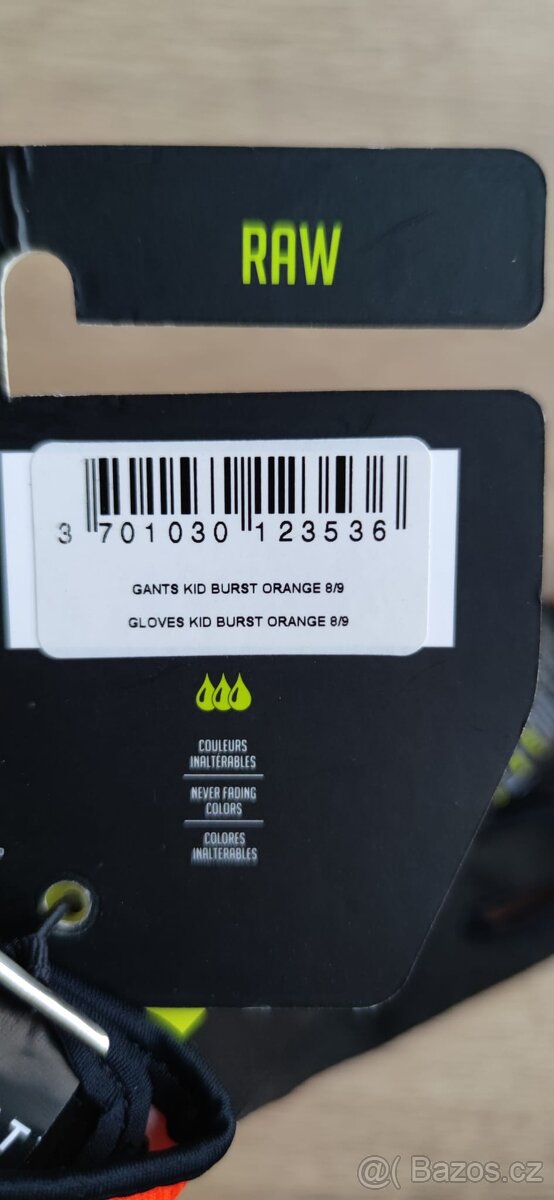 RAW
3 701030 123536
GANTS KID BURST ORANGE 8/9
GLOVES KID BURST ORANGE 8/9
COULEURS
INALTÉRABLES
NEVER FADING
COLORS
COLORES
INALTERABLES
@( Bazos.cz